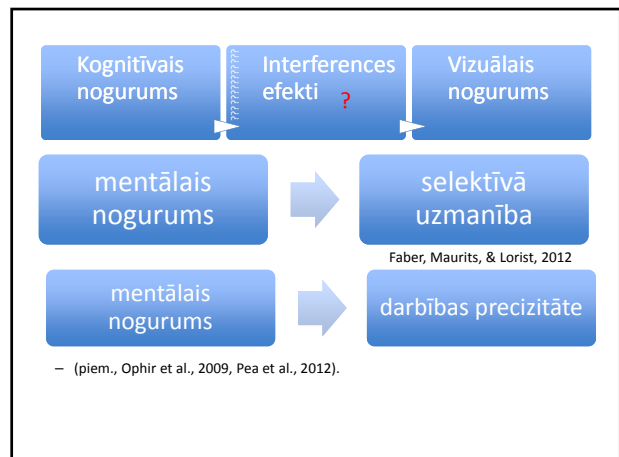 Kognitīvais
nogurums
????????????
Interferences
efekti
?
Vizuālais
nogurums
mentālais
nogurums
selektīvā
uzmanība
Faber, Maurits, & Lorist, 2012
mentālais
nogurums
darbības precizitāte
– (piem., Ophir et al., 2009, Pea et al., 2012).